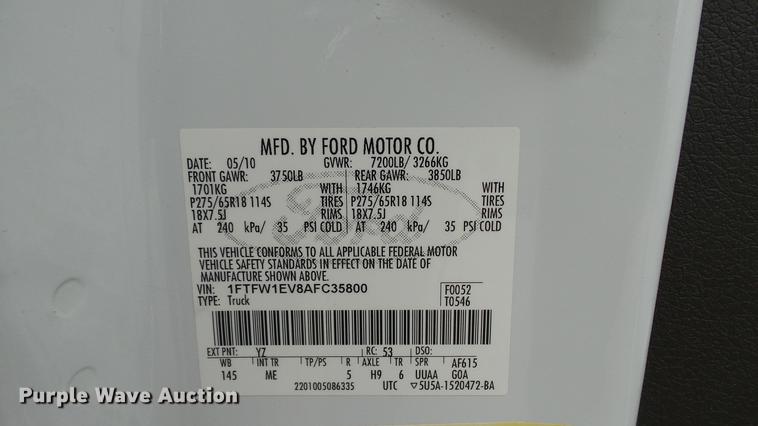 MFD. BY FORD MOTOR CO.
DATE: 05/10 GVWR: 7200LB/ 3266KG
FRONT GAWR: 3750LB REAR GAWR: 3850LB
1701KG WITH 1746KG WITH
P275/65R18 114S TIRES P275/65R18 114S TIRES
18X7.5J RIMS 18X7.5J RIMS
AT 240 kPa/ 35 PSI COLD AT 240 kPa/ 35 PSI COLD
THIS VEHICLE CONFORMS TO ALL APPLICABLE FEDERAL MOTOR
VEHICLE SAFETY STANDARDS IN EFFECT ON THE DATE OF
MANUFACTURE SHOWN ABOVE.
VIN: 1FTFW1EV8AFC35800 F0052
TYPE: Truck T0546
EXT PNT: YZ RC: 53 DSO:
WB INT TR TP/PS R AXLE TR SPR AF615
145 ME 5 H9 6 UUAA GOA
2201005086335 UTC ▽5U5A-1520472-BA
Purple Wave Auction